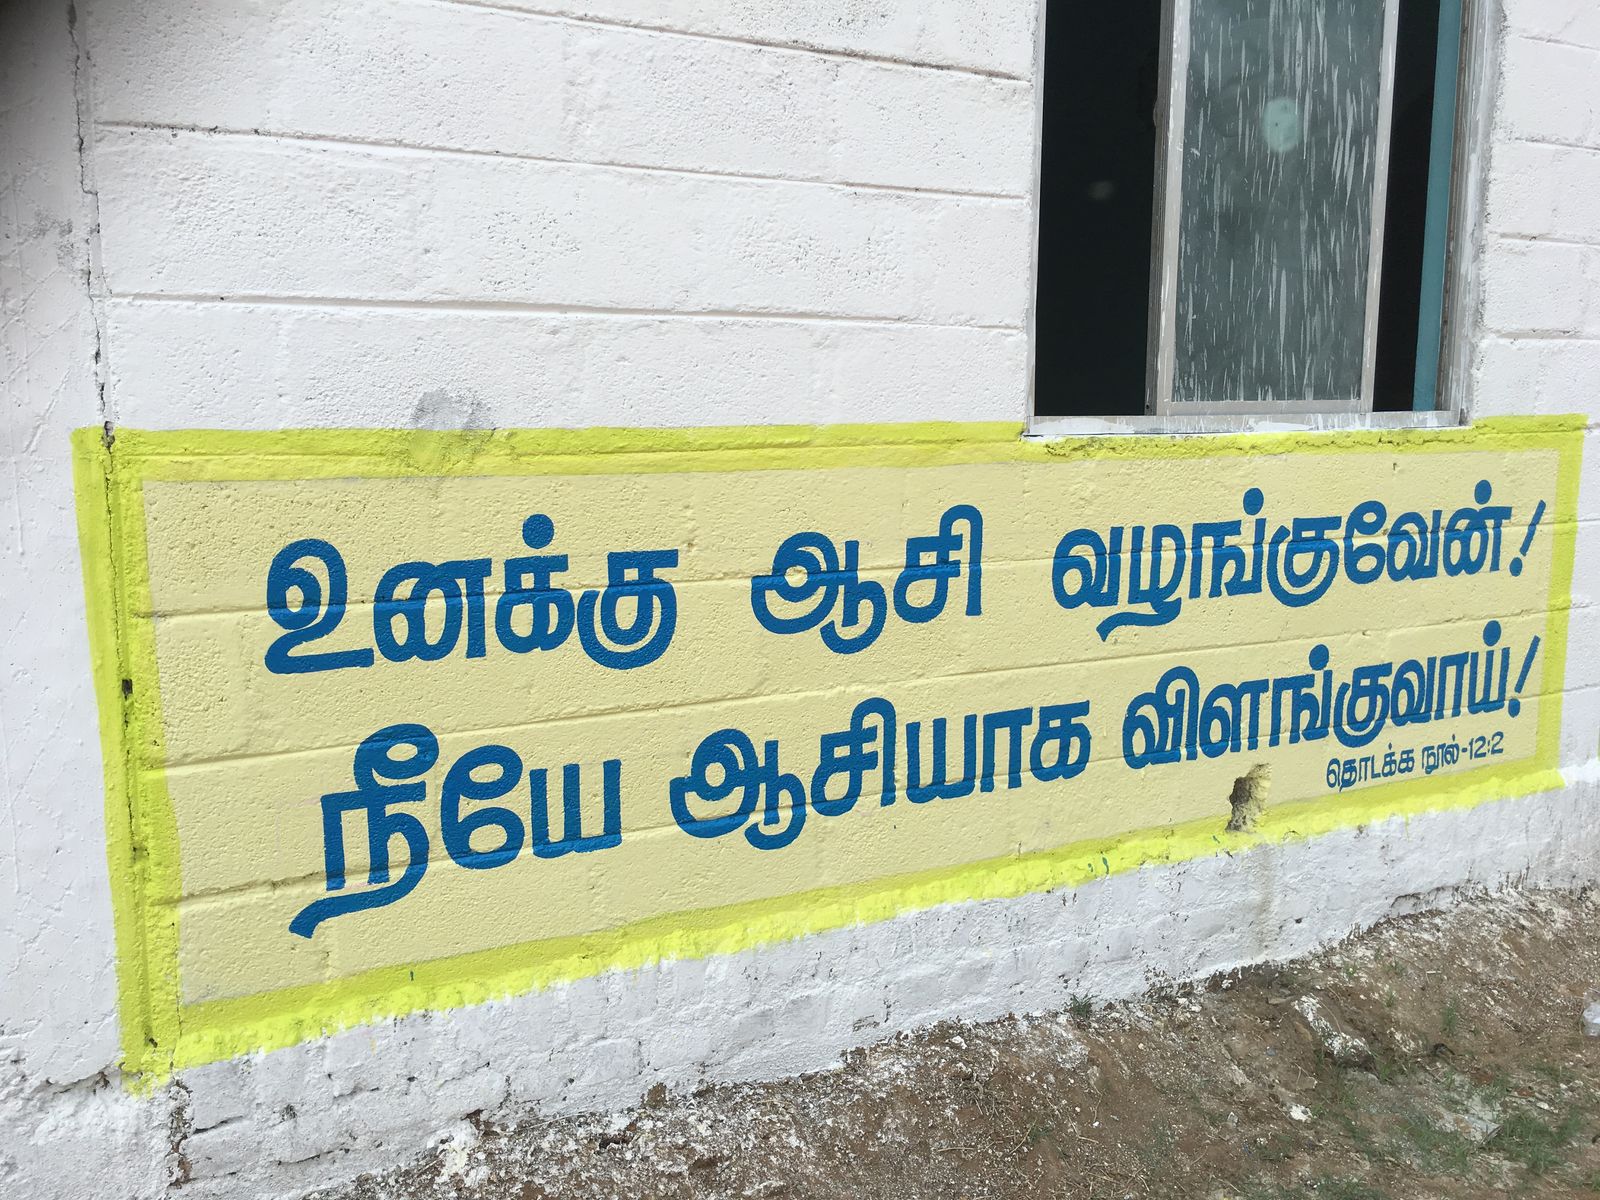 உனக்கு ஆசி வழங்குவேன்!
நீயே ஆசியாக விளங்குவாய்!
தொடக்க நூல்-12:2